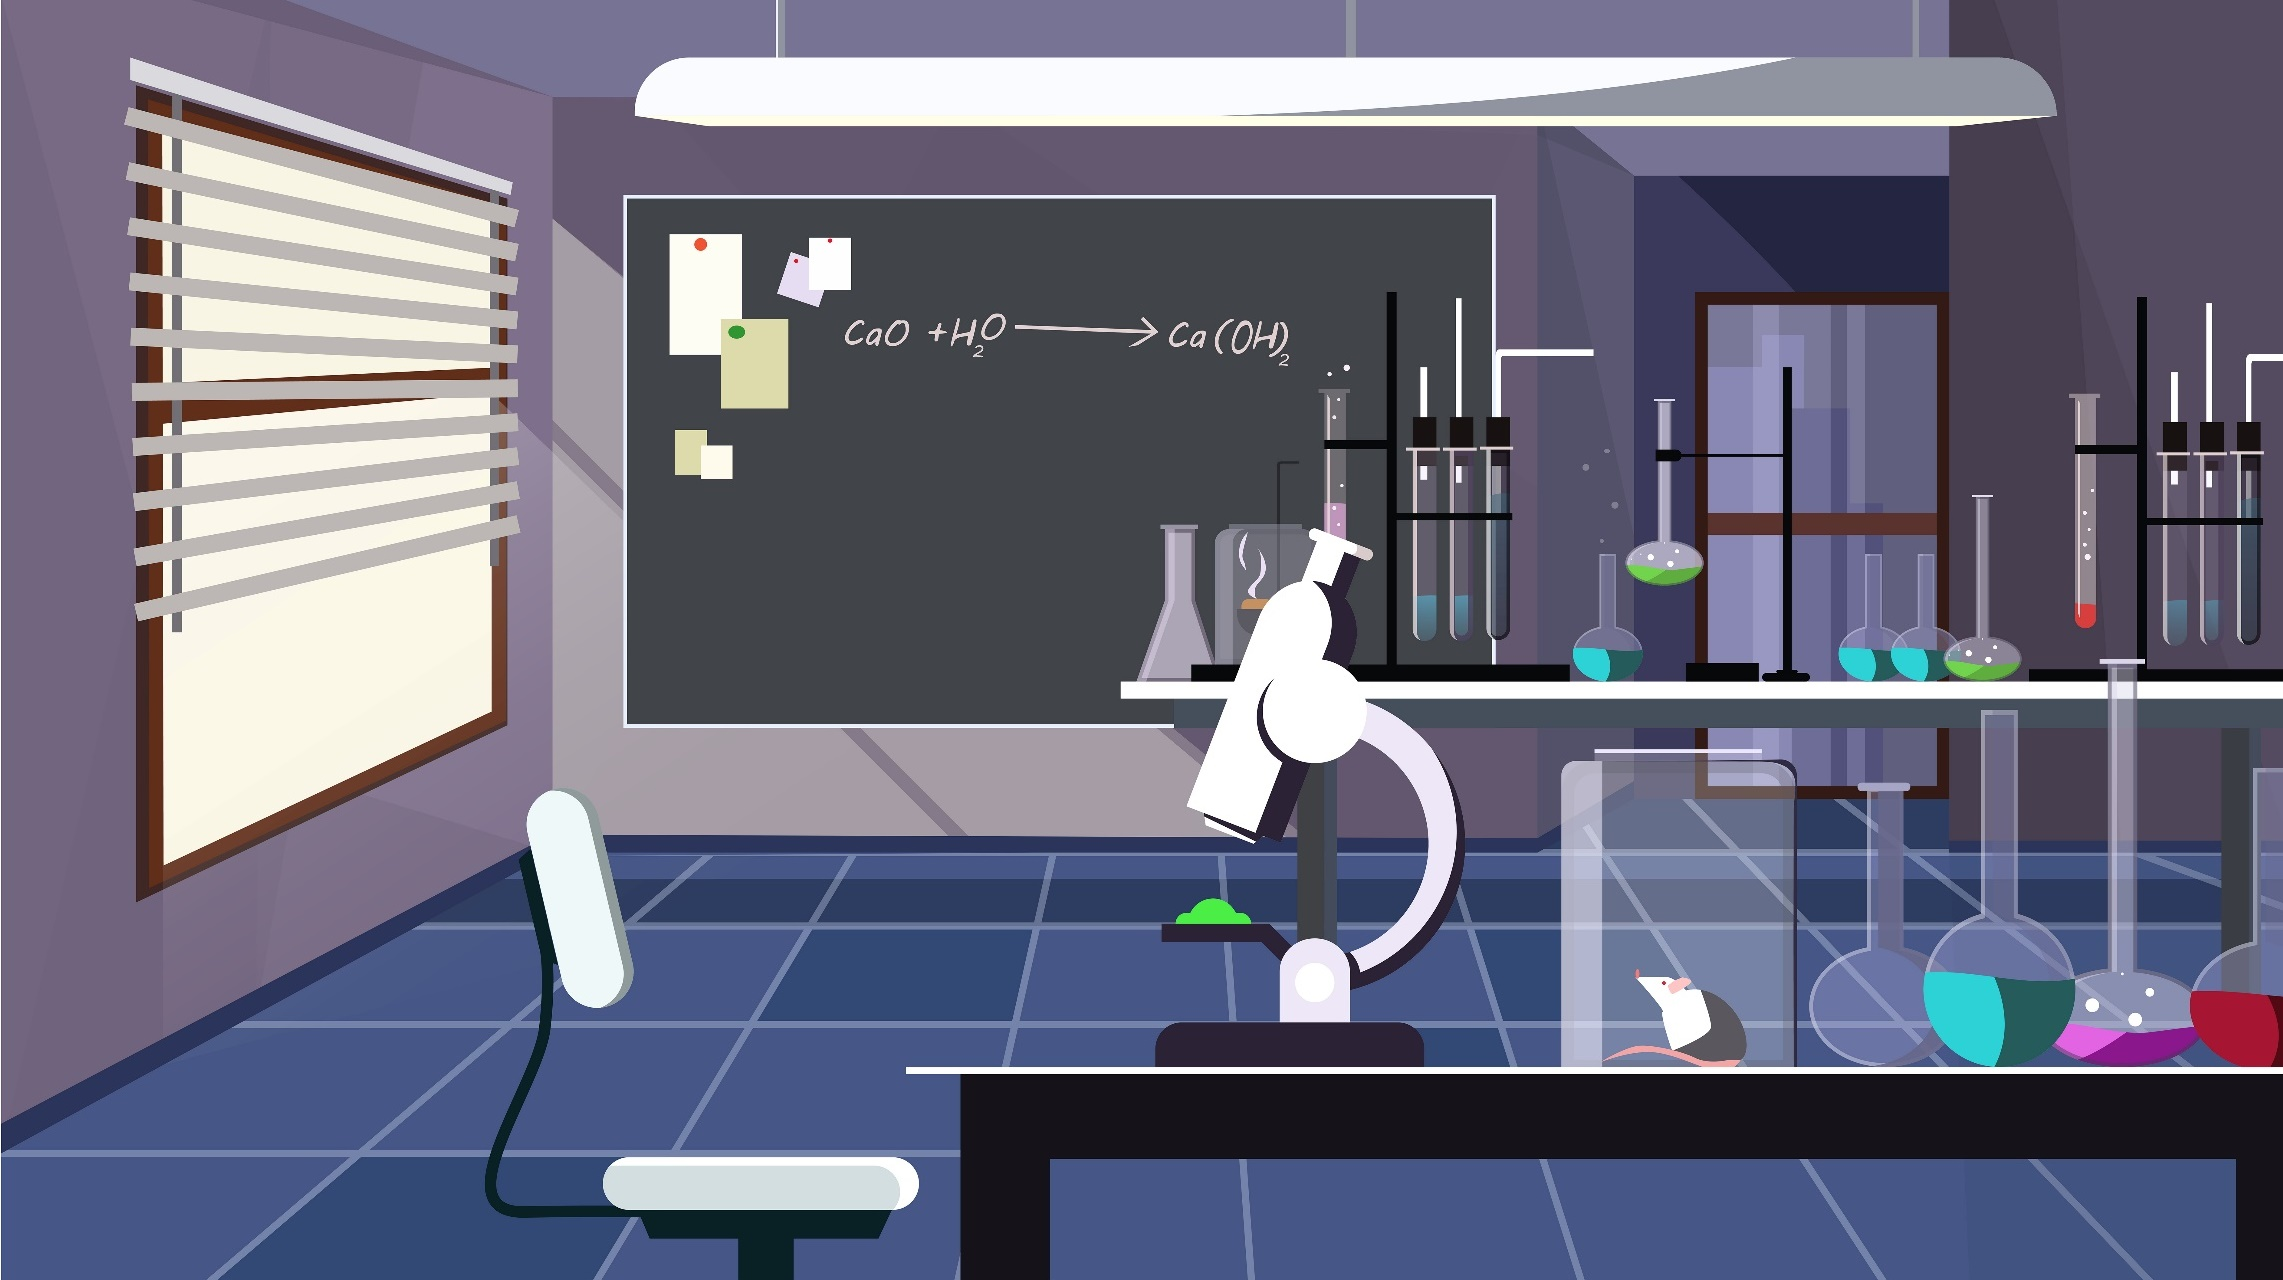 CaO + H₂O ⟶ Ca(OH)₂